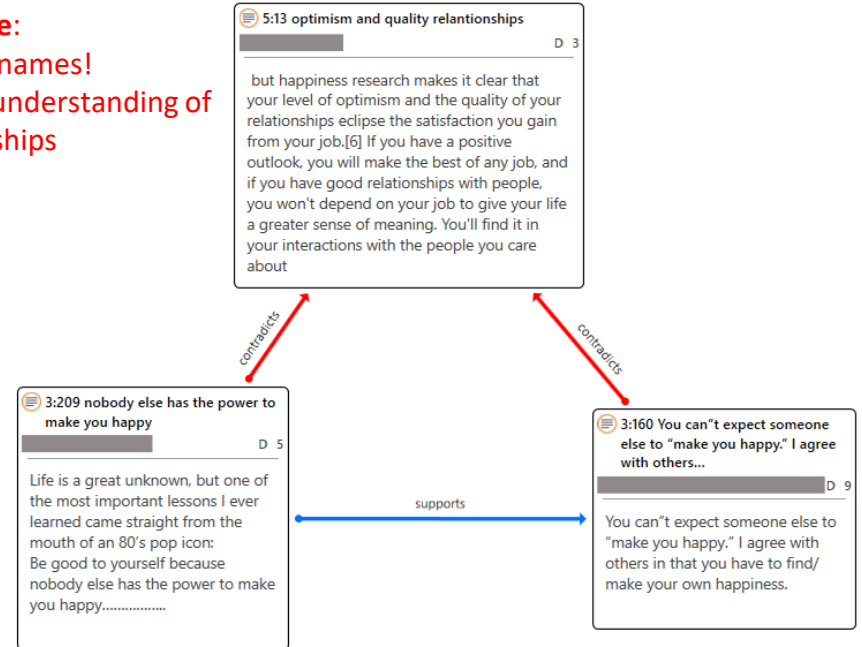 e:
names!
understanding of
ships
5:13 optimism and quality relantionships
D 3
but happiness research makes it clear that
your level of optimism and the quality of your
relationships eclipse the satisfaction you gain
from your job.[6] If you have a positive
outlook, you will make the best of any job, and
if you have good relationships with people,
you won't depend on your job to give your life
a greater sense of meaning. You'll find it in
your interactions with the people you care
about
contradicts
contradicts
3:209 nobody else has the power to
make you happy
D 5
Life is a great unknown, but one of
the most important lessons I ever
learned came straight from the
mouth of an 80’s pop icon:
Be good to yourself because
nobody else has the power to make
you happy.................
supports
3:160 You can"t expect someone
else to “make you happy.” I agree
with others...
D 9
You can"t expect someone else to
“make you happy.” I agree with
others in that you have to find/
make your own happiness.